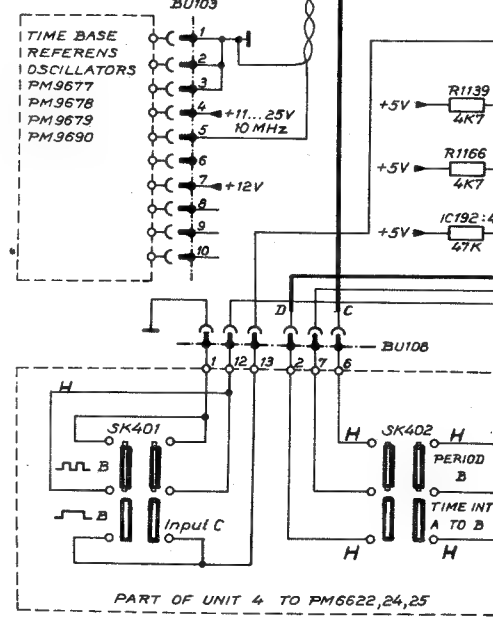 BU103
TIME BASE
REFERENS
OSCILLATORS
PM9677
PM9678
PM9679
PM9690
1
2
3
4
+11...25V
10 MHz
5
6
7
+12V
8
9
10
R1139
+5V
4K7
R1166
+5V
4K7
IC192:4
+5V
47K
D
C
BU108
1
12
13
2
7
6
H
SK401
B
B
Input C
H
SK402
H
PERIOD
B
TIME INT
A TO B
H
H
PART OF UNIT 4 TO PM6622,24,25